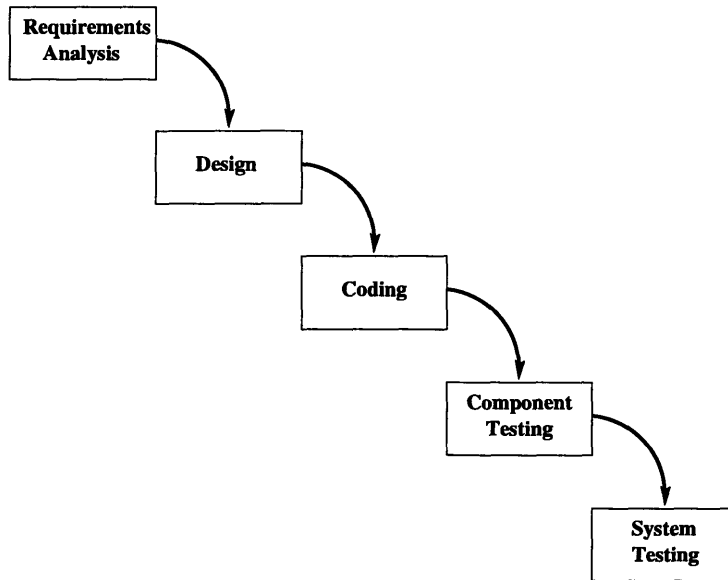 Requirements
Analysis
Design
Coding
Component
Testing
System
Testing